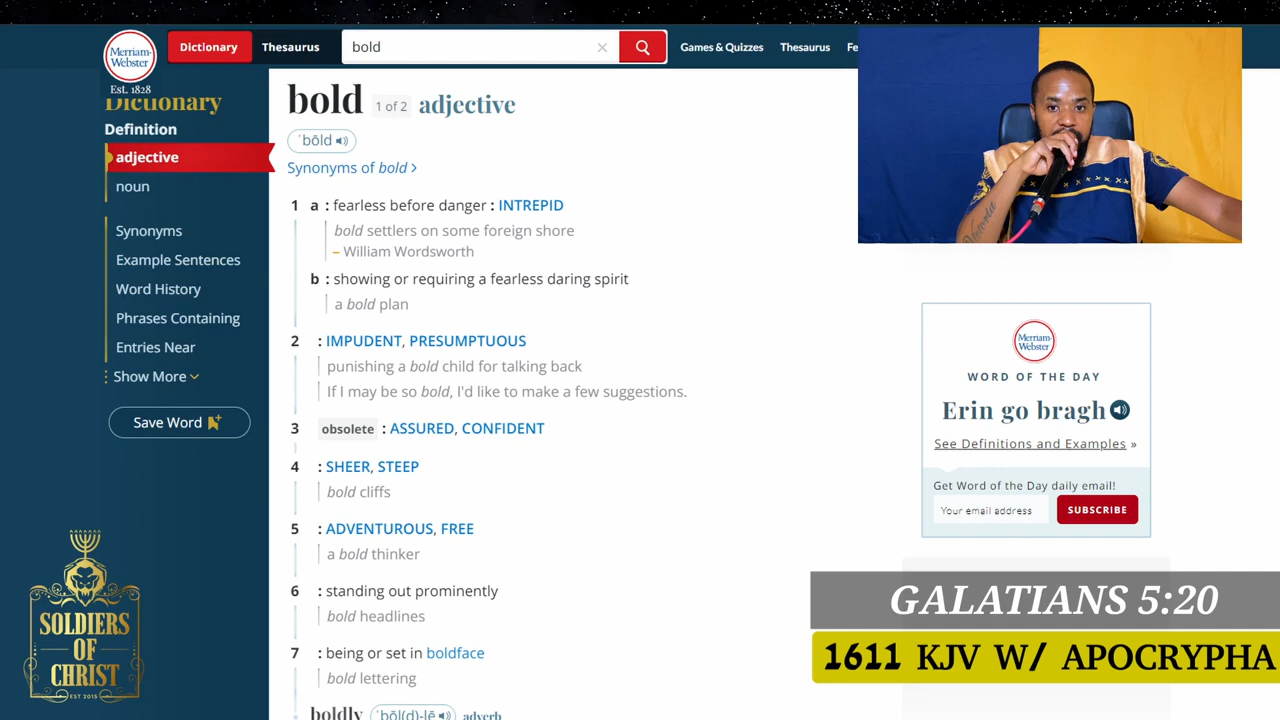 Merriam-
Webster
Est. 1828
Dictionary
Thesaurus
bold
Games & Quizzes
Thesaurus
Fe
Dictionary
Definition
adjective
noun
Synonyms
Example Sentences
Word History
Phrases Containing
Entries Near
Show More
Save Word
bold 1 of 2 adjective
ˈbōld
Synonyms of bold >
1 a : fearless before danger : INTREPID
bold settlers on some foreign shore
– William Wordsworth
b : showing or requiring a fearless daring spirit
a bold plan
2 : IMPUDENT, PRESUMPTUOUS
punishing a bold child for talking back
If I may be so bold, I'd like to make a few suggestions.
3 obsolete : ASSURED, CONFIDENT
4 : SHEER, STEEP
bold cliffs
5 : ADVENTUROUS, FREE
a bold thinker
6 : standing out prominently
bold headlines
7 : being or set in boldface
bold lettering
boldly ˈbōl(d)-lē adverb
Merriam-
Webster
WORD OF THE DAY
Erin go bragh
See Definitions and Examples »
Get Word of the Day daily email!
Your email address
SUBSCRIBE
SOLDIERS
OF
CHRIST
EST 2015
GALATIANS 5:20
1611 KJV W/ APOCRYPHA